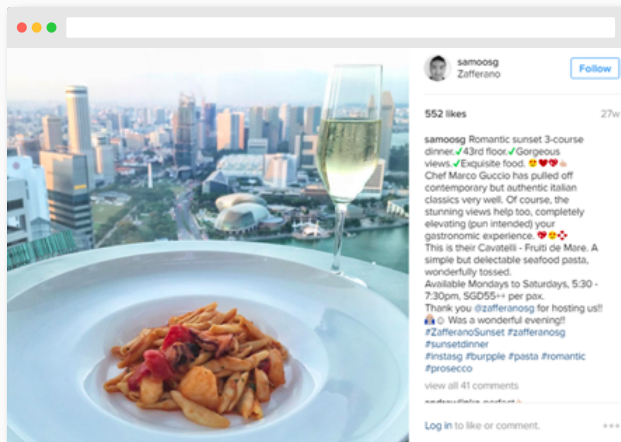 samoosg
Zafferano
Follow
552 likes
27w
samoosg Romantic sunset 3-course
dinner.✓43rd floor.✓Gorgeous
views.✓Exquisite food.
Chef Marco Guccio has pulled off
contemporary but authentic italian
classics very well. Of course, the
stunning views help too, completely
elevating (pun intended) your
gastronomic experience.
This is their Cavatelli - Fruiti de Mare. A
simple but delectable seafood pasta,
wonderfully tossed.
Available Mondays to Saturdays, 5:30 -
7:30pm, SGD55++ per pax.
Thank you @zafferanosg for hosting us!!
Was a wonderful evening!!
#ZafferanoSunset #zafferanosg
#sunsetdinner
#instasg #burpple #pasta #romantic
#prosecco
view all 41 comments
Log in to like or comment.